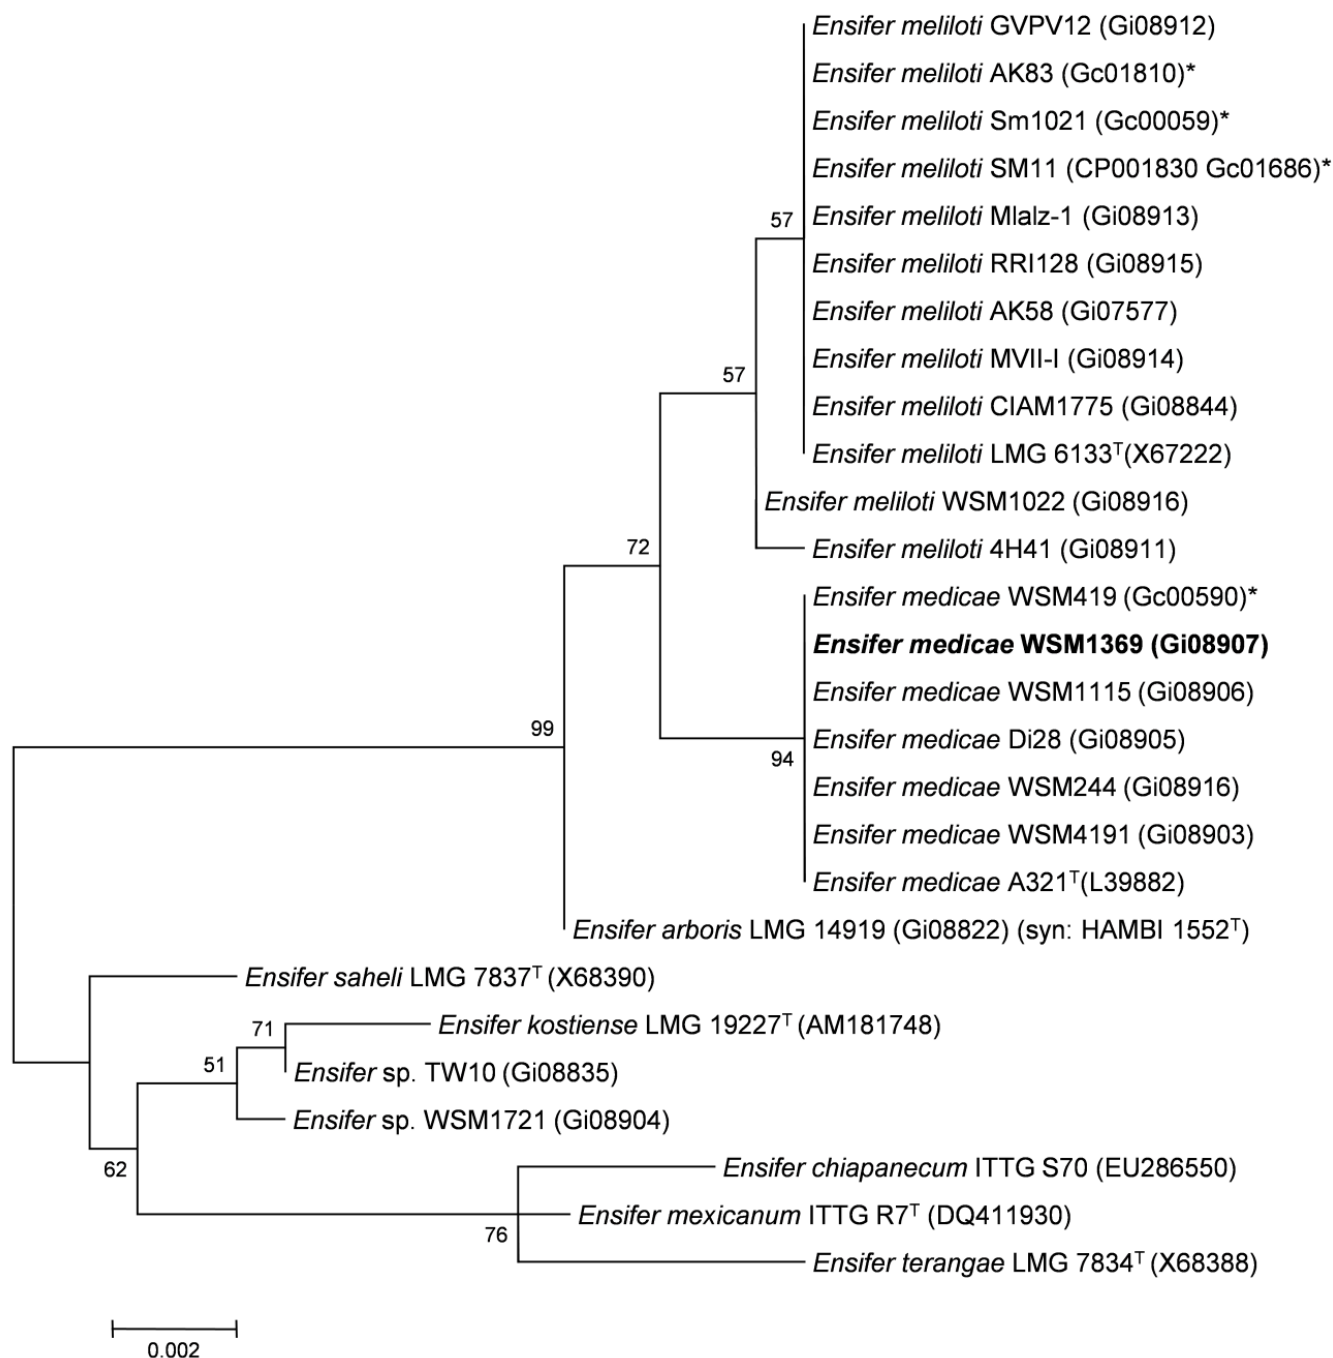 Ensifer meliloti GVPV12 (Gi08912)
Ensifer meliloti AK83 (Gc01810)*
Ensifer meliloti Sm1021 (Gc00059)*
Ensifer meliloti SM11 (CP001830 Gc01686)*
57
Ensifer meliloti Mlalz-1 (Gi08913)
Ensifer meliloti RRI128 (Gi08915)
Ensifer meliloti AK58 (Gi07577)
Ensifer meliloti MVII-I (Gi08914)
57
Ensifer meliloti CIAM1775 (Gi08844)
Ensifer meliloti LMG 6133ᵀ(X67222)
Ensifer meliloti WSM1022 (Gi08916)
72
Ensifer meliloti 4H41 (Gi08911)
Ensifer medicae WSM419 (Gc00590)*
Ensifer medicae WSM1369 (Gi08907)
Ensifer medicae WSM1115 (Gi08906)
99
Ensifer medicae Di28 (Gi08905)
94
Ensifer medicae WSM244 (Gi08916)
Ensifer medicae WSM4191 (Gi08903)
Ensifer medicae A321ᵀ(L39882)
Ensifer arboris LMG 14919 (Gi08822) (syn: HAMBI 1552ᵀ)
Ensifer saheli LMG 7837ᵀ (X68390)
71
Ensifer kostiense LMG 19227ᵀ (AM181748)
51
Ensifer sp. TW10 (Gi08835)
Ensifer sp. WSM1721 (Gi08904)
62
Ensifer chiapanecum ITTG S70 (EU286550)
Ensifer mexicanum ITTG R7ᵀ (DQ411930)
76
Ensifer terangae LMG 7834ᵀ (X68388)
0.002